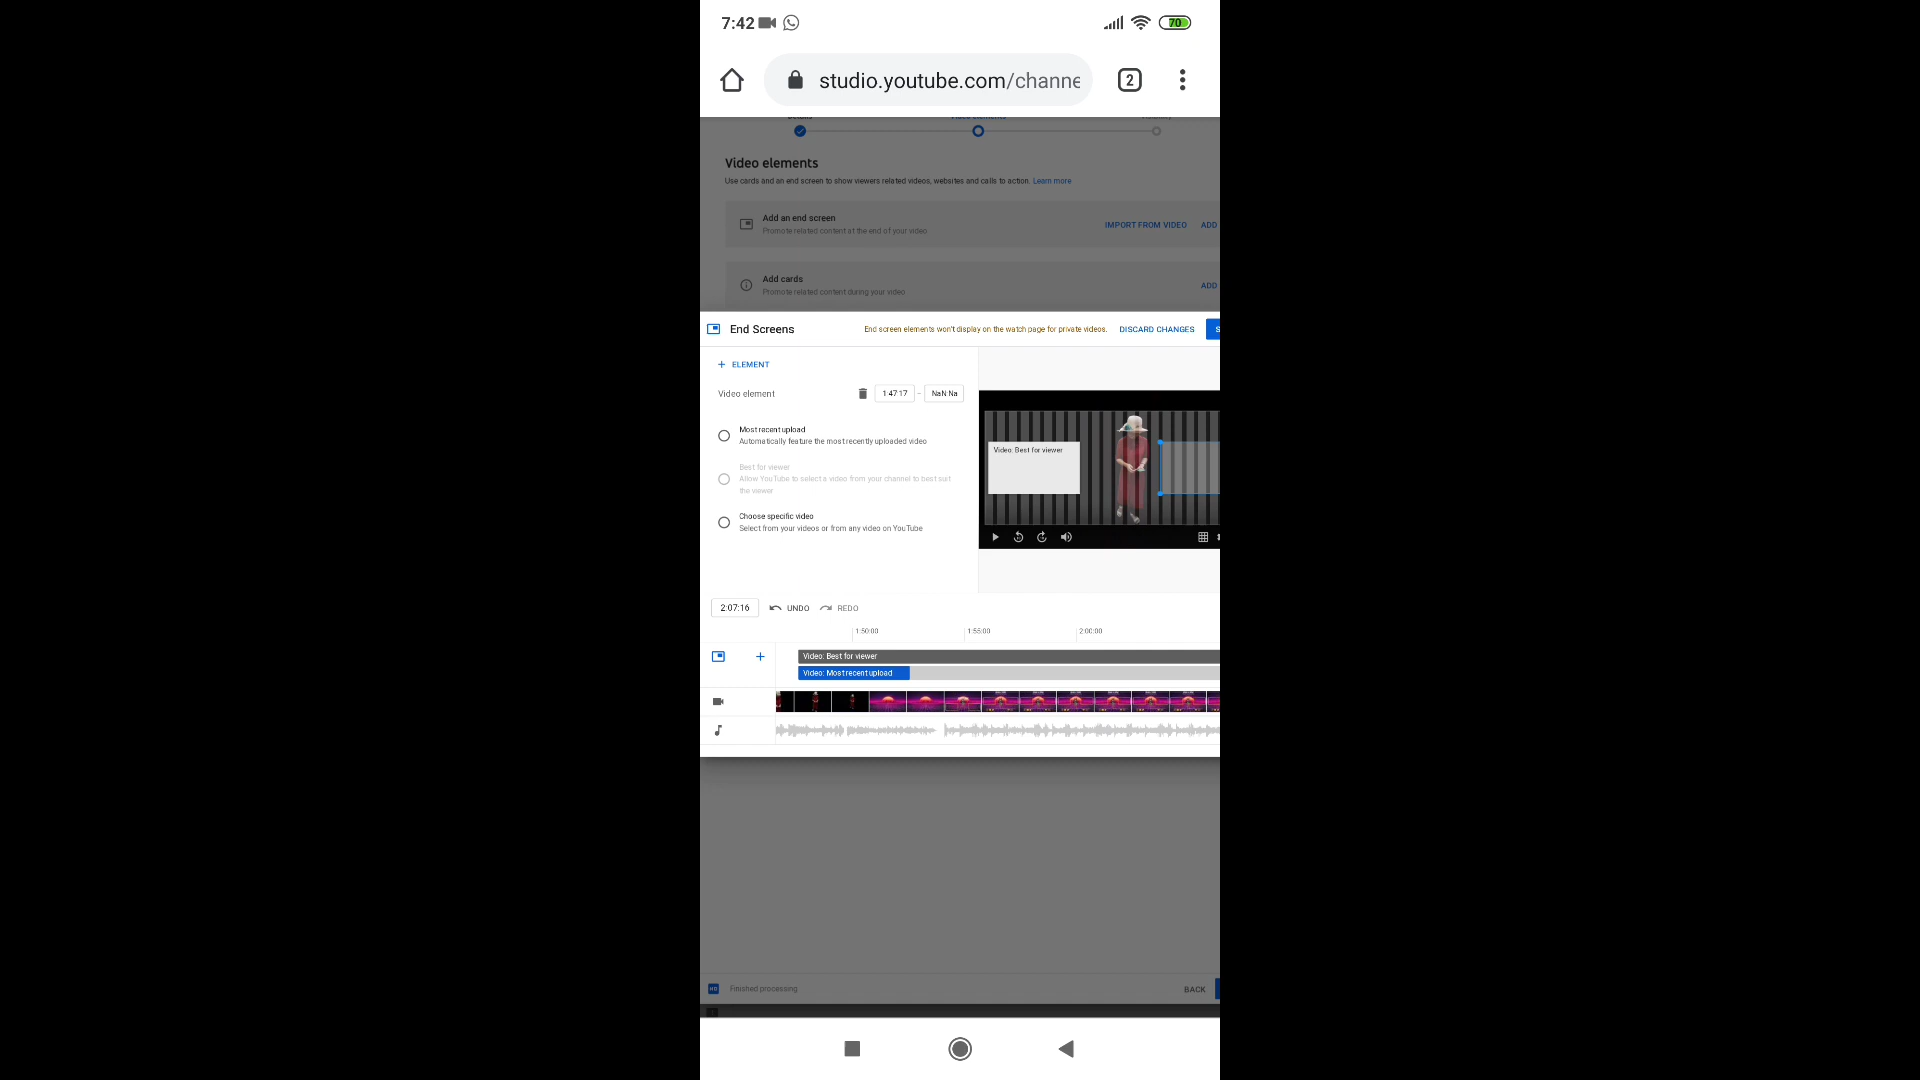 7:42
70
studio.youtube.com/channe
2
Video elements
Use cards and an end screen to show viewers related videos, websites and calls to action. Learn more
Add an end screen
Promote related content at the end of your video
IMPORT FROM VIDEO ADD
Add cards
Promote related content during your video
ADD
End Screens
End screen elements won't display on the watch page for private videos.
DISCARD CHANGES
S
+ ELEMENT
Video element
1:47:17 - NaN:Na
Most recent upload
Automatically feature the most recently uploaded video
Best for viewer
Allow YouTube to select a video from your channel to best suit
the viewer
Choose specific video
Select from your videos or from any video on YouTube
Video: Best for viewer
2:07:16
UNDO
REDO
1:50:00
1:55:00
2:00:00
Video: Best for viewer
Video: Most recent upload
HD
Finished processing
BACK